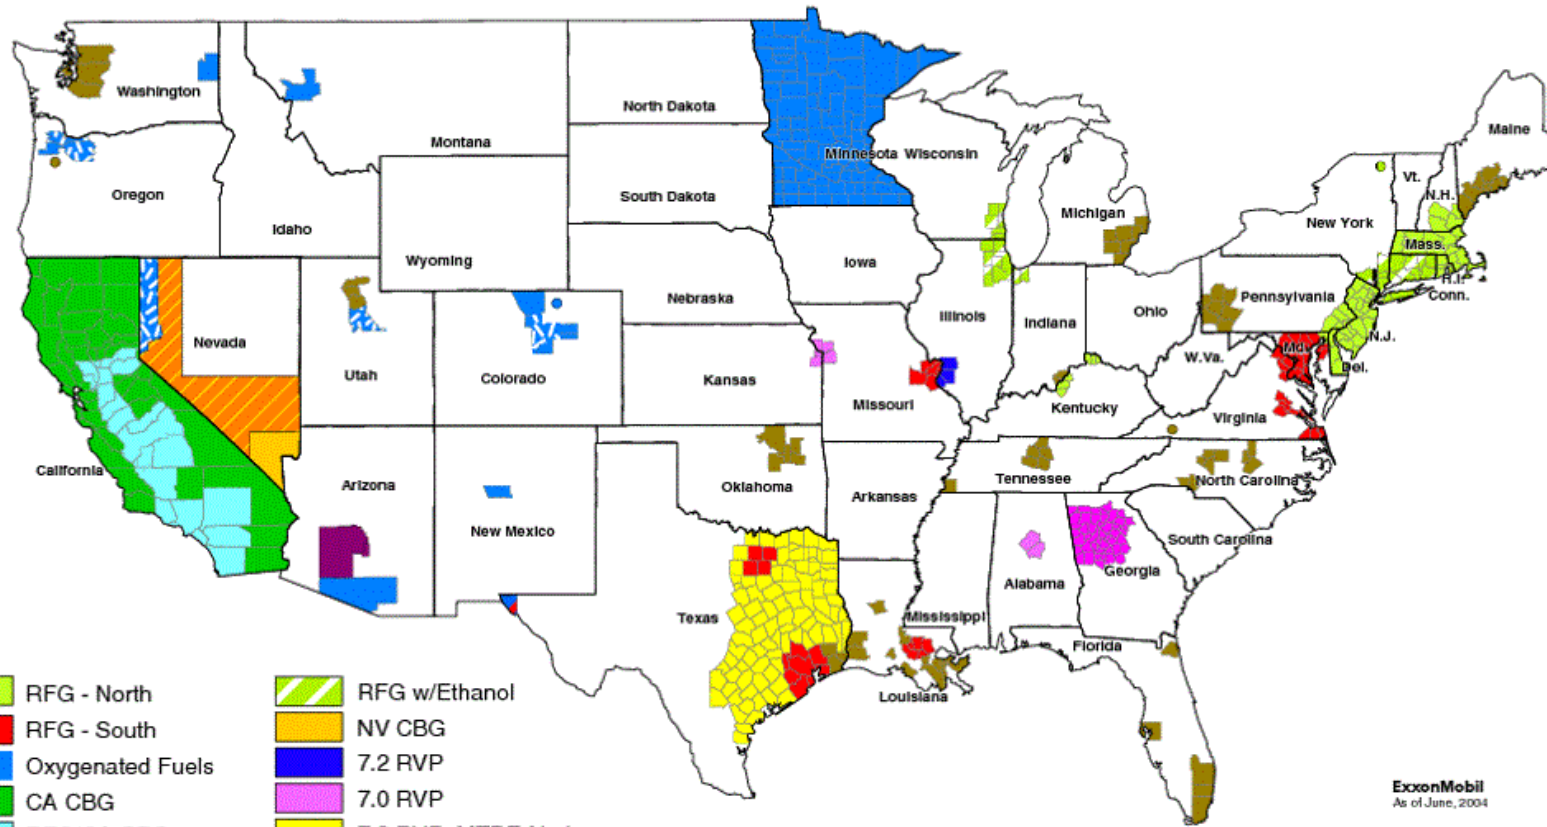 Washington
Montana
North Dakota
Minnesota
Wisconsin
Maine
Oregon
Idaho
South Dakota
Michigan
Vt.
N.H.
New York
Mass.
Wyoming
Iowa
R.I.
Conn.
Nebraska
Illinois
Indiana
Ohio
Pennsylvania
Nevada
N.J.
Utah
Colorado
Kansas
Missouri
Kentucky
W.Va.
Md.
Del.
Virginia
California
Arizona
New Mexico
Oklahoma
Arkansas
Tennessee
North Carolina
South Carolina
Texas
Alabama
Georgia
Mississippi
Louisiana
Florida
RFG - North
RFG - South
Oxygenated Fuels
CA CBG
RFG w/Ethanol
NV CBG
7.2 RVP
7.0 RVP
ExxonMobil
As of June, 2004